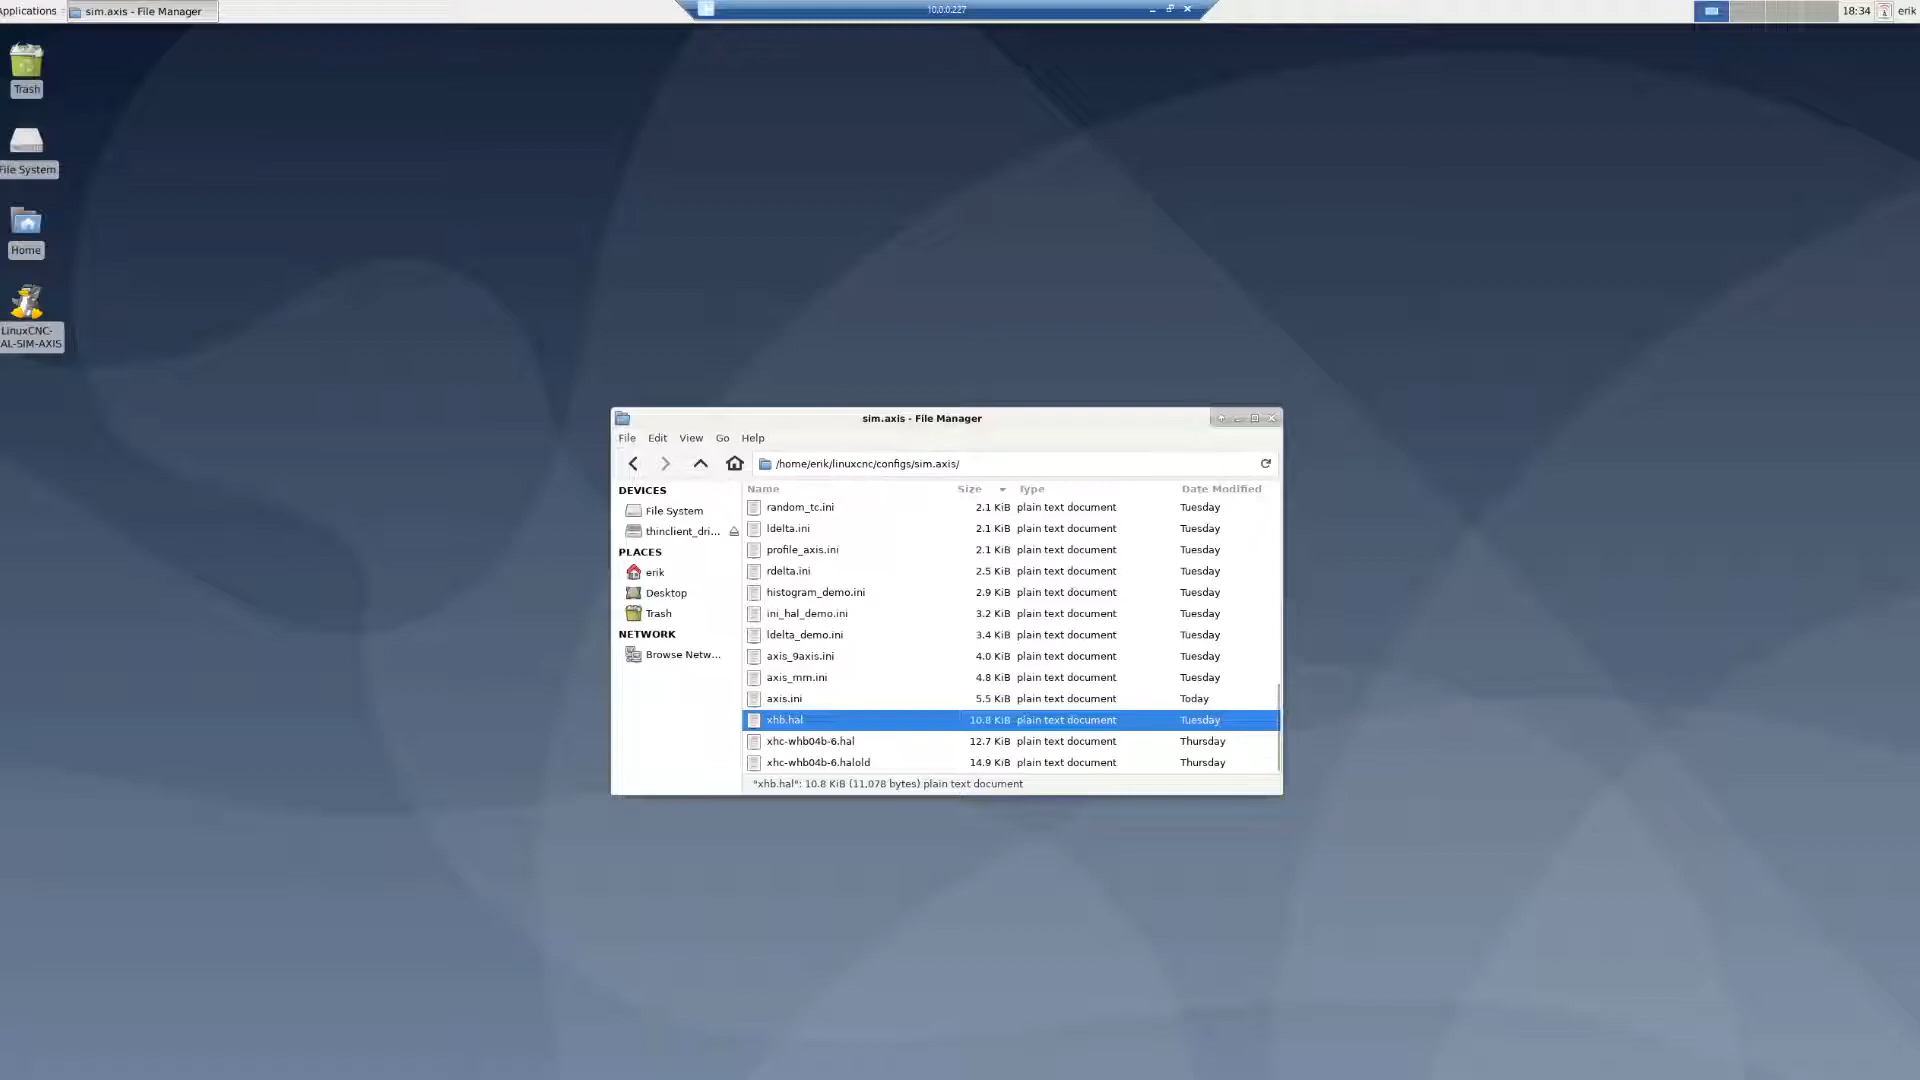 Applications
sim.axis - File Manager
10.0.0.227
18:34
erik
Trash
File System
Home
LinuxCNC-
AL-SIM-AXIS
sim.axis - File Manager
File Edit View Go Help
/home/erik/linuxcnc/configs/sim.axis/
DEVICES
File System
thinclient_dri...
PLACES
erik
Desktop
Trash
NETWORK
Browse Netw...
Name Size Type Date Modified
random_tc.ini 2.1 KiB plain text document Tuesday
ldelta.ini 2.1 KiB plain text document Tuesday
profile_axis.ini 2.1 KiB plain text document Tuesday
rdelta.ini 2.5 KiB plain text document Tuesday
histogram_demo.ini 2.9 KiB plain text document Tuesday
ini_hal_demo.ini 3.2 KiB plain text document Tuesday
ldelta_demo.ini 3.4 KiB plain text document Tuesday
axis_9axis.ini 4.0 KiB plain text document Tuesday
axis_mm.ini 4.8 KiB plain text document Tuesday
axis.ini 5.5 KiB plain text document Today
xhb.hal 10.8 KiB plain text document Tuesday
xhc-whb04b-6.hal 12.7 KiB plain text document Thursday
xhc-whb04b-6.halold 14.9 KiB plain text document Thursday
"xhb.hal": 10.8 KiB (11,078 bytes) plain text document